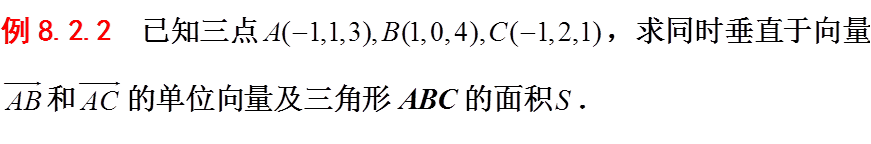 例 8.2.2 已知三点 $A(-1,1,3), B(1,0,4), C(-1,2,1)$，求同时垂直于向量
$\overrightarrow{AB}$ 和 $\overrightarrow{AC}$ 的单位向量及三角形 ABC 的面积 $S$．